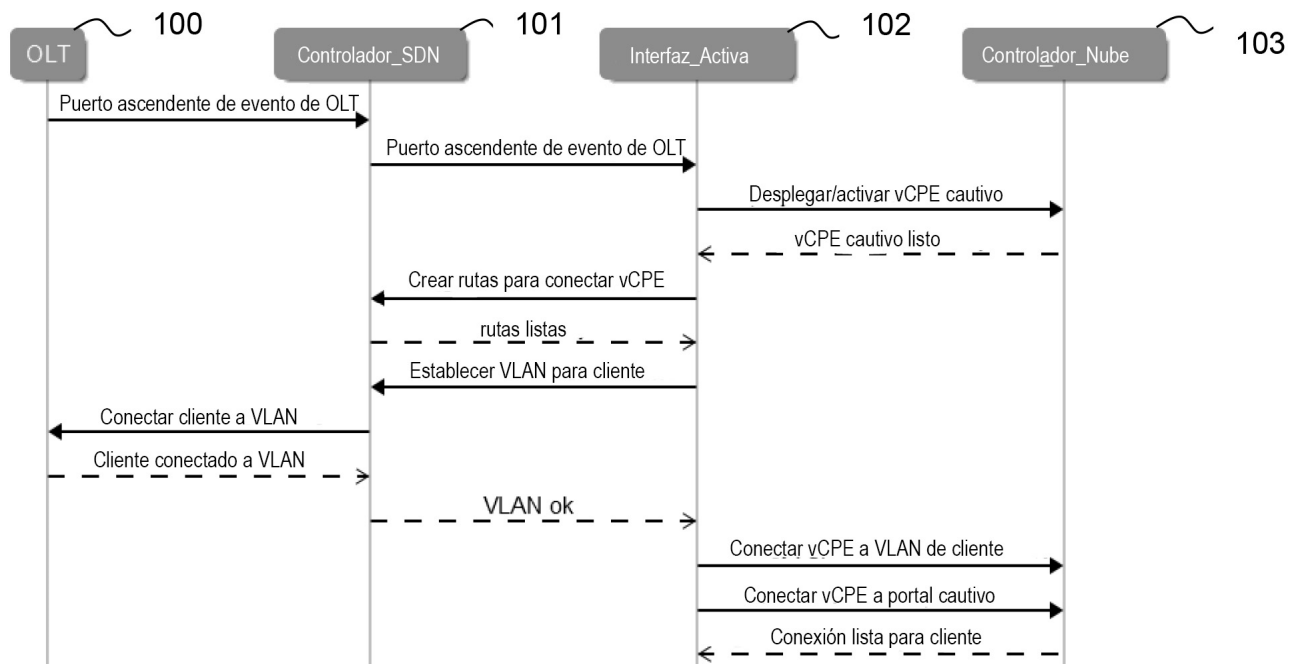 100
101
102
103
OLT
Controlador_SDN
Interfaz_Activa
Controlador_Nube
Puerto ascendente de evento de OLT
Puerto ascendente de evento de OLT
Desplegar/activar vCPE cautivo
vCPE cautivo listo
Crear rutas para conectar vCPE
rutas listas
Establecer VLAN para cliente
Conectar cliente a VLAN
Cliente conectado a VLAN
VLAN ok
Conectar vCPE a VLAN de cliente
Conectar vCPE a portal cautivo
Conexión lista para cliente